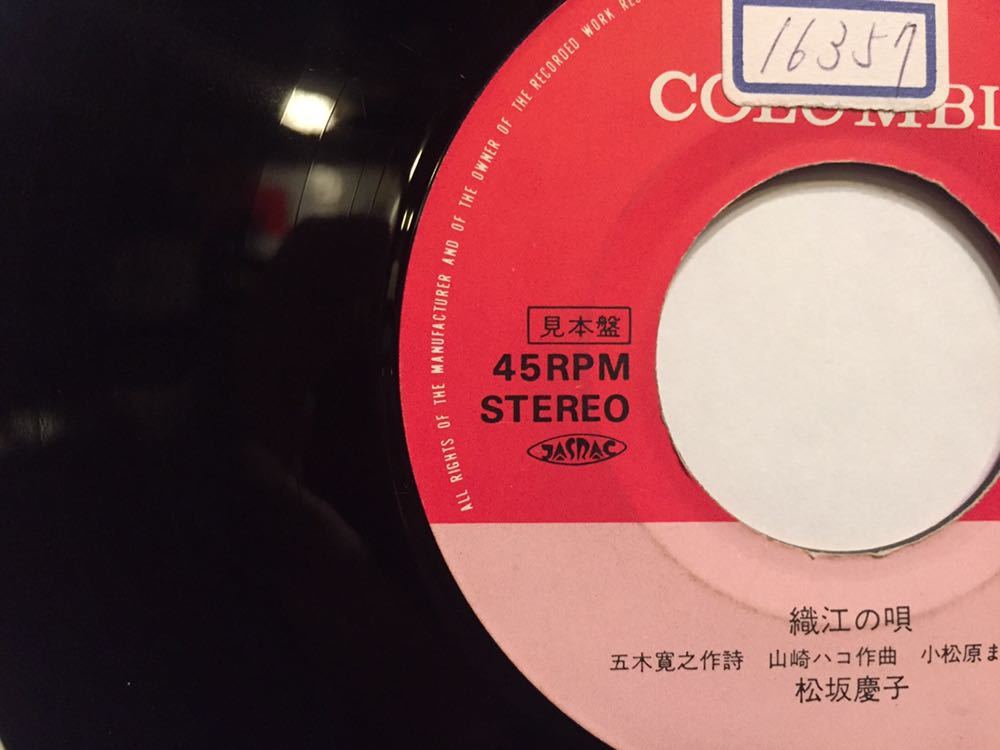 16357
COLUMBI
ALL RIGHTS OF THE MANUFACTURER AND OF THE OWNER OF THE RECORDED WORK RES
見本盤
45RPM
STEREO
JASRAC
織江の唄
五木寛之作詩 山崎ハコ作曲 小松原ま
松坂慶子